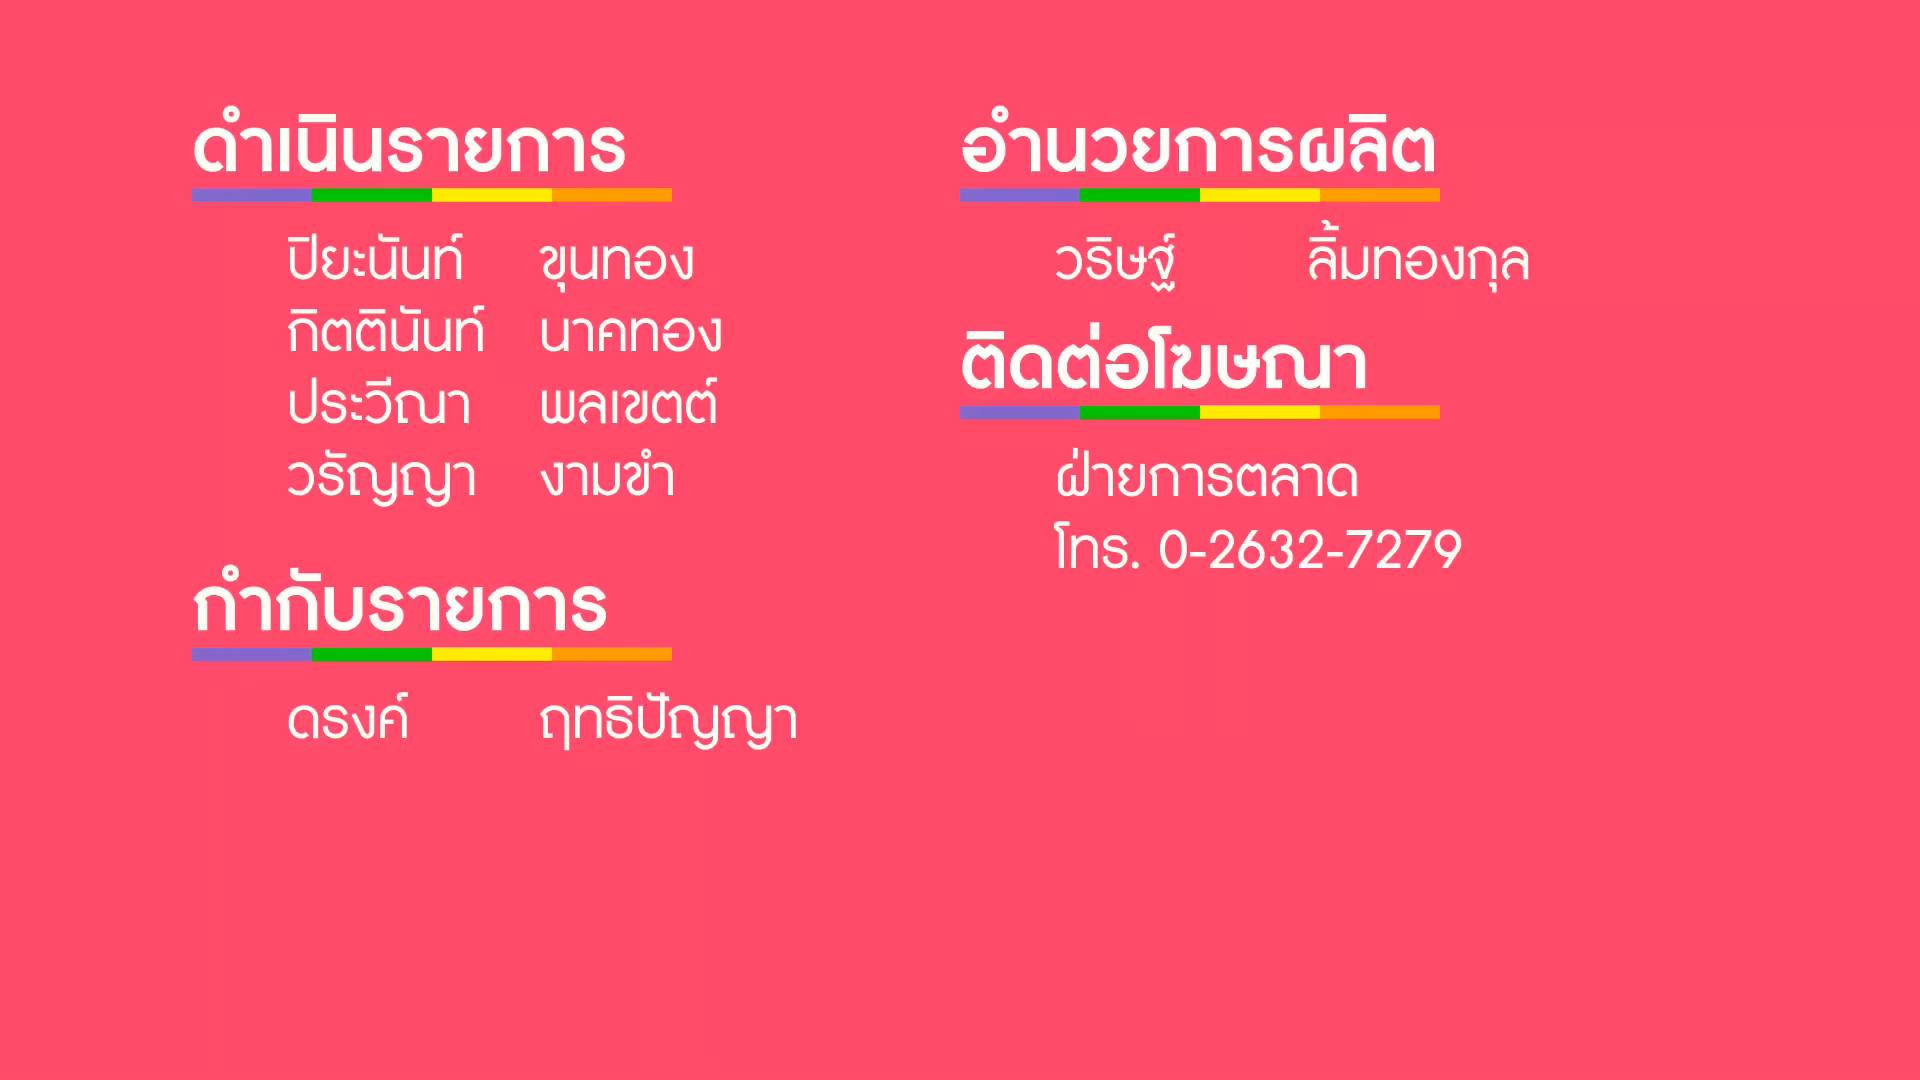 ดำเนินรายการ
ปิยะนันท์ ขุนทอง
กิตตินันท์ นาคทอง
ประวีณา พลเขตต์
วรัญญา งามขำ
กำกับรายการ
ดรงค์ ฤทธิปัญญา
อำนวยการผลิต
วริษฐ์ ลิ้มทองกุล
ติดต่อโฆษณา
ฝ่ายการตลาด
โทร. 0-2632-7279